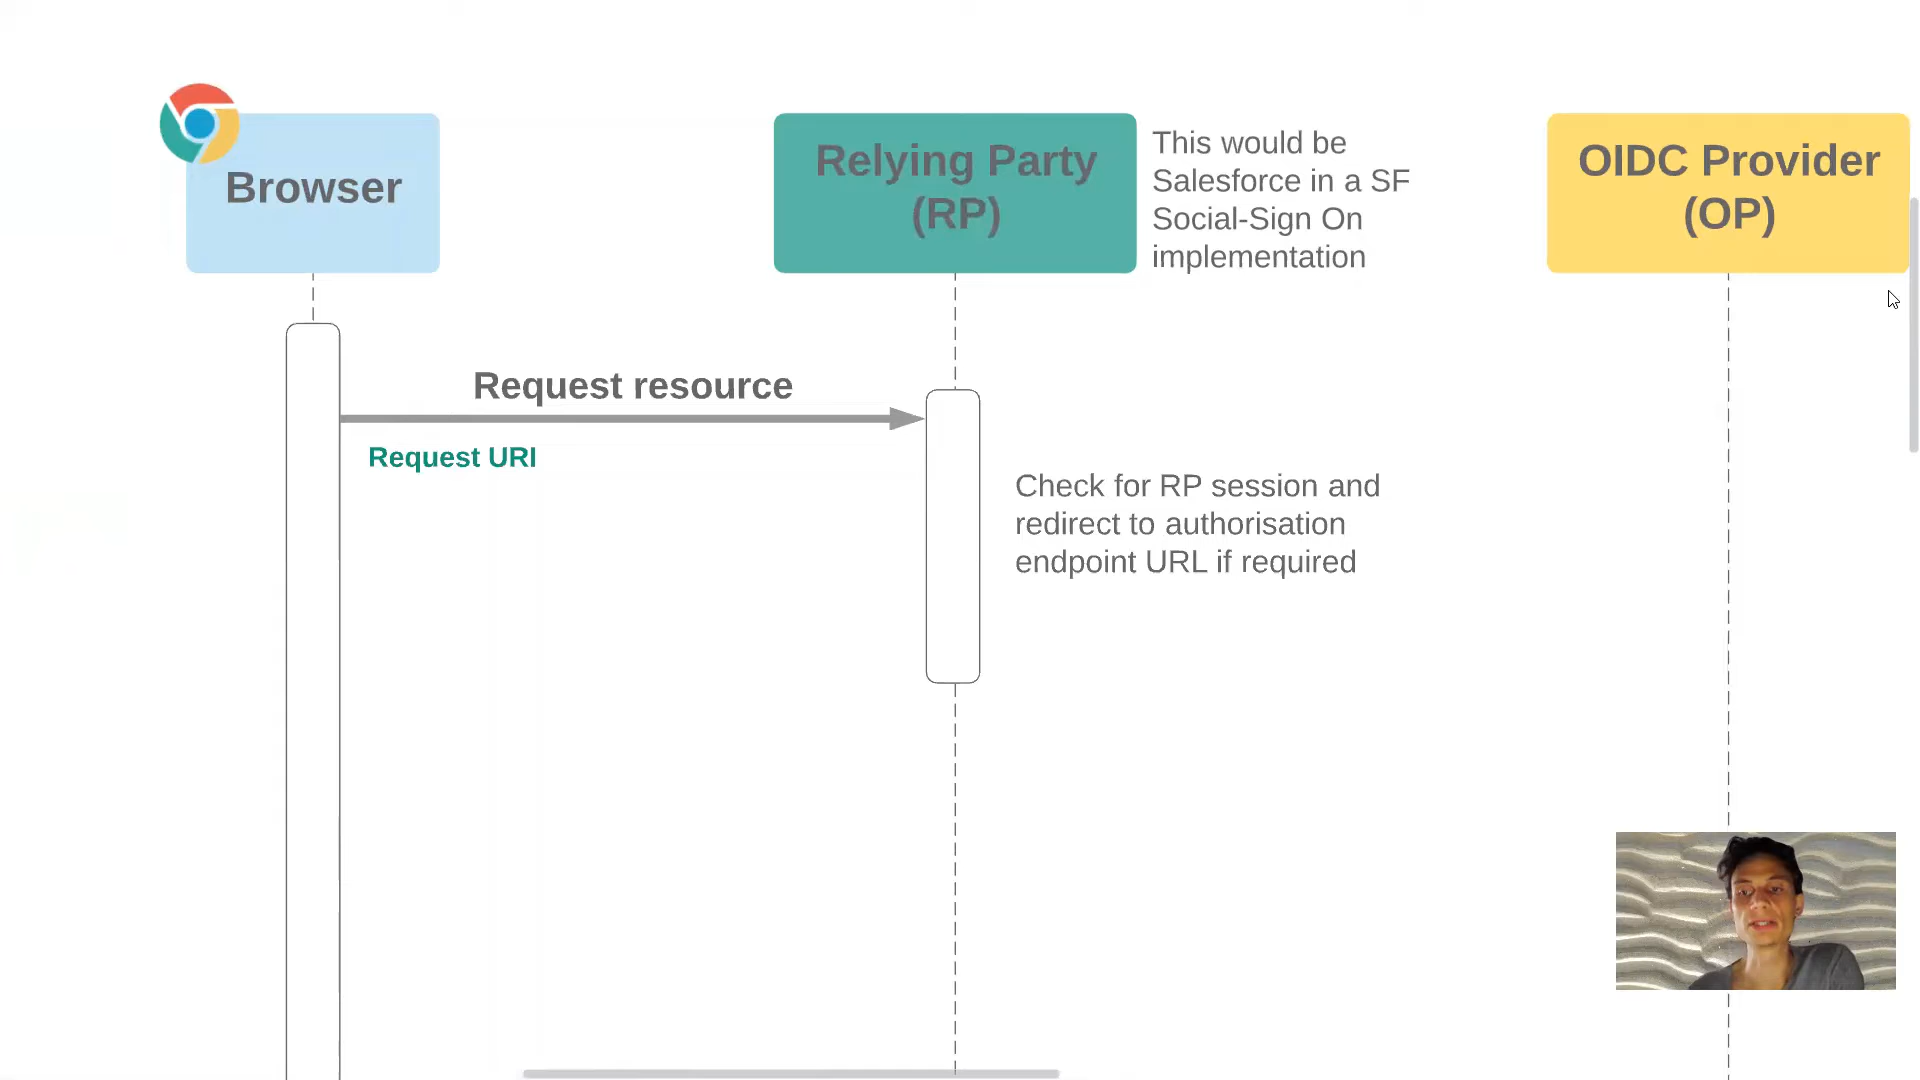 Browser
Relying Party
(RP)
This would be
Salesforce in a SF
Social-Sign On
implementation
OIDC Provider
(OP)
Request resource
Request URI
Check for RP session and
redirect to authorisation
endpoint URL if required